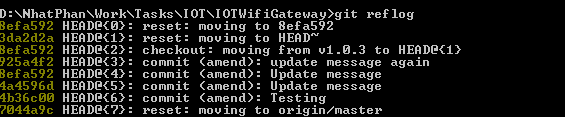 D:\NhatPhan\Work\Tasks\IOT\IOTWifiGateway>git reflog
8efa592 HEAD@{0}: reset: moving to 8efa592
3da2d2a HEAD@{1}: reset: moving to HEAD~
8efa592 HEAD@{2}: checkout: moving from v1.0.3 to HEAD@{1}
925a4f2 HEAD@{3}: commit (amend): update message again
8efa592 HEAD@{4}: commit (amend): Update message
4a4596d HEAD@{5}: commit (amend): Update message
4b36c00 HEAD@{6}: commit (amend): Testing
7044a9c HEAD@{7}: reset: moving to origin/master